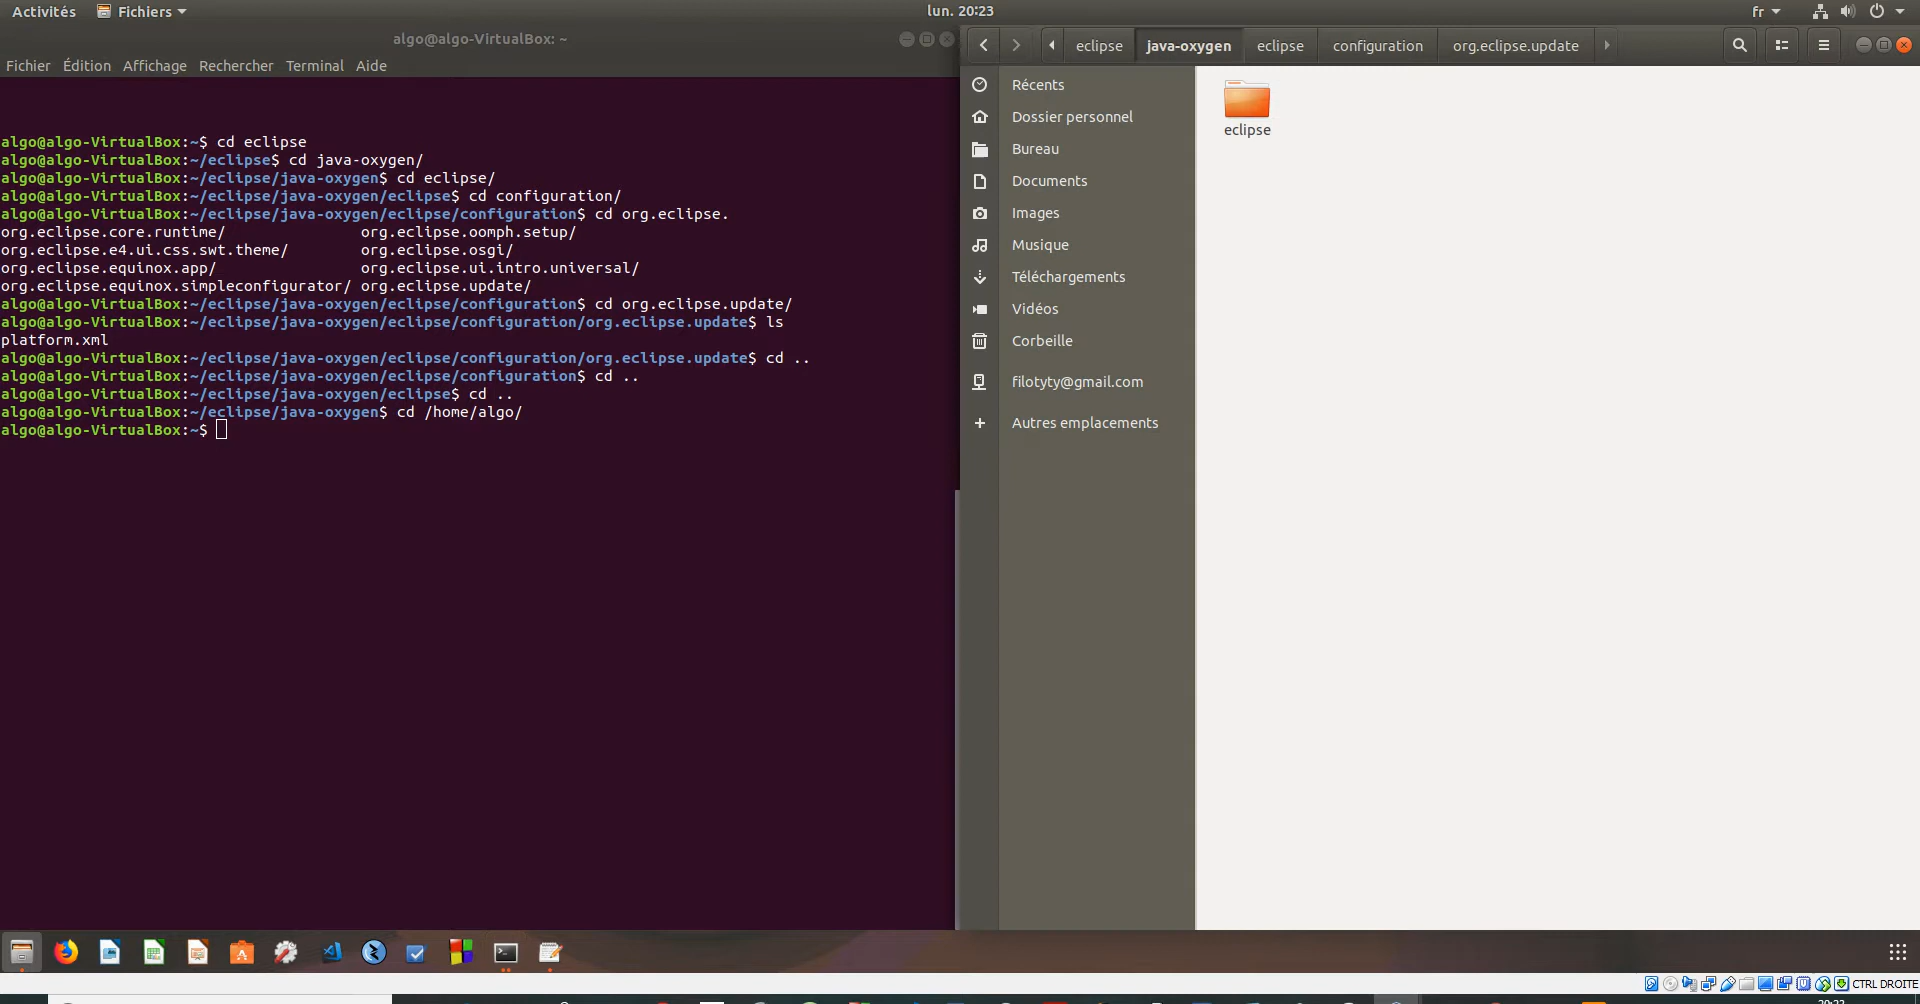 Activités Fichiers lun. 20:23 fr
algo@algo-VirtualBox: ~
Fichier Édition Affichage Rechercher Terminal Aide
algo@algo-VirtualBox:~$ cd eclipse
algo@algo-VirtualBox:~/eclipse$ cd java-oxygen/
algo@algo-VirtualBox:~/eclipse/java-oxygen$ cd eclipse/
algo@algo-VirtualBox:~/eclipse/java-oxygen/eclipse$ cd configuration/
algo@algo-VirtualBox:~/eclipse/java-oxygen/eclipse/configuration$ cd org.eclipse.
org.eclipse.core.runtime/ org.eclipse.oomph.setup/
org.eclipse.e4.ui.css.swt.theme/ org.eclipse.osgi/
org.eclipse.equinox.app/ org.eclipse.ui.intro.universal/
org.eclipse.equinox.simpleconfigurator/ org.eclipse.update/
algo@algo-VirtualBox:~/eclipse/java-oxygen/eclipse/configuration$ cd org.eclipse.update/
algo@algo-VirtualBox:~/eclipse/java-oxygen/eclipse/configuration/org.eclipse.update$ ls
platform.xml
algo@algo-VirtualBox:~/eclipse/java-oxygen/eclipse/configuration/org.eclipse.update$ cd ..
algo@algo-VirtualBox:~/eclipse/java-oxygen/eclipse/configuration$ cd ..
algo@algo-VirtualBox:~/eclipse/java-oxygen/eclipse$ cd ..
algo@algo-VirtualBox:~/eclipse/java-oxygen$ cd /home/algo/
algo@algo-VirtualBox:~$
eclipse java-oxygen eclipse configuration org.eclipse.update
Récents
Dossier personnel
Bureau
Documents
Images
Musique
Téléchargements
Vidéos
Corbeille
filotyty@gmail.com
Autres emplacements
eclipse
CTRL DROITE